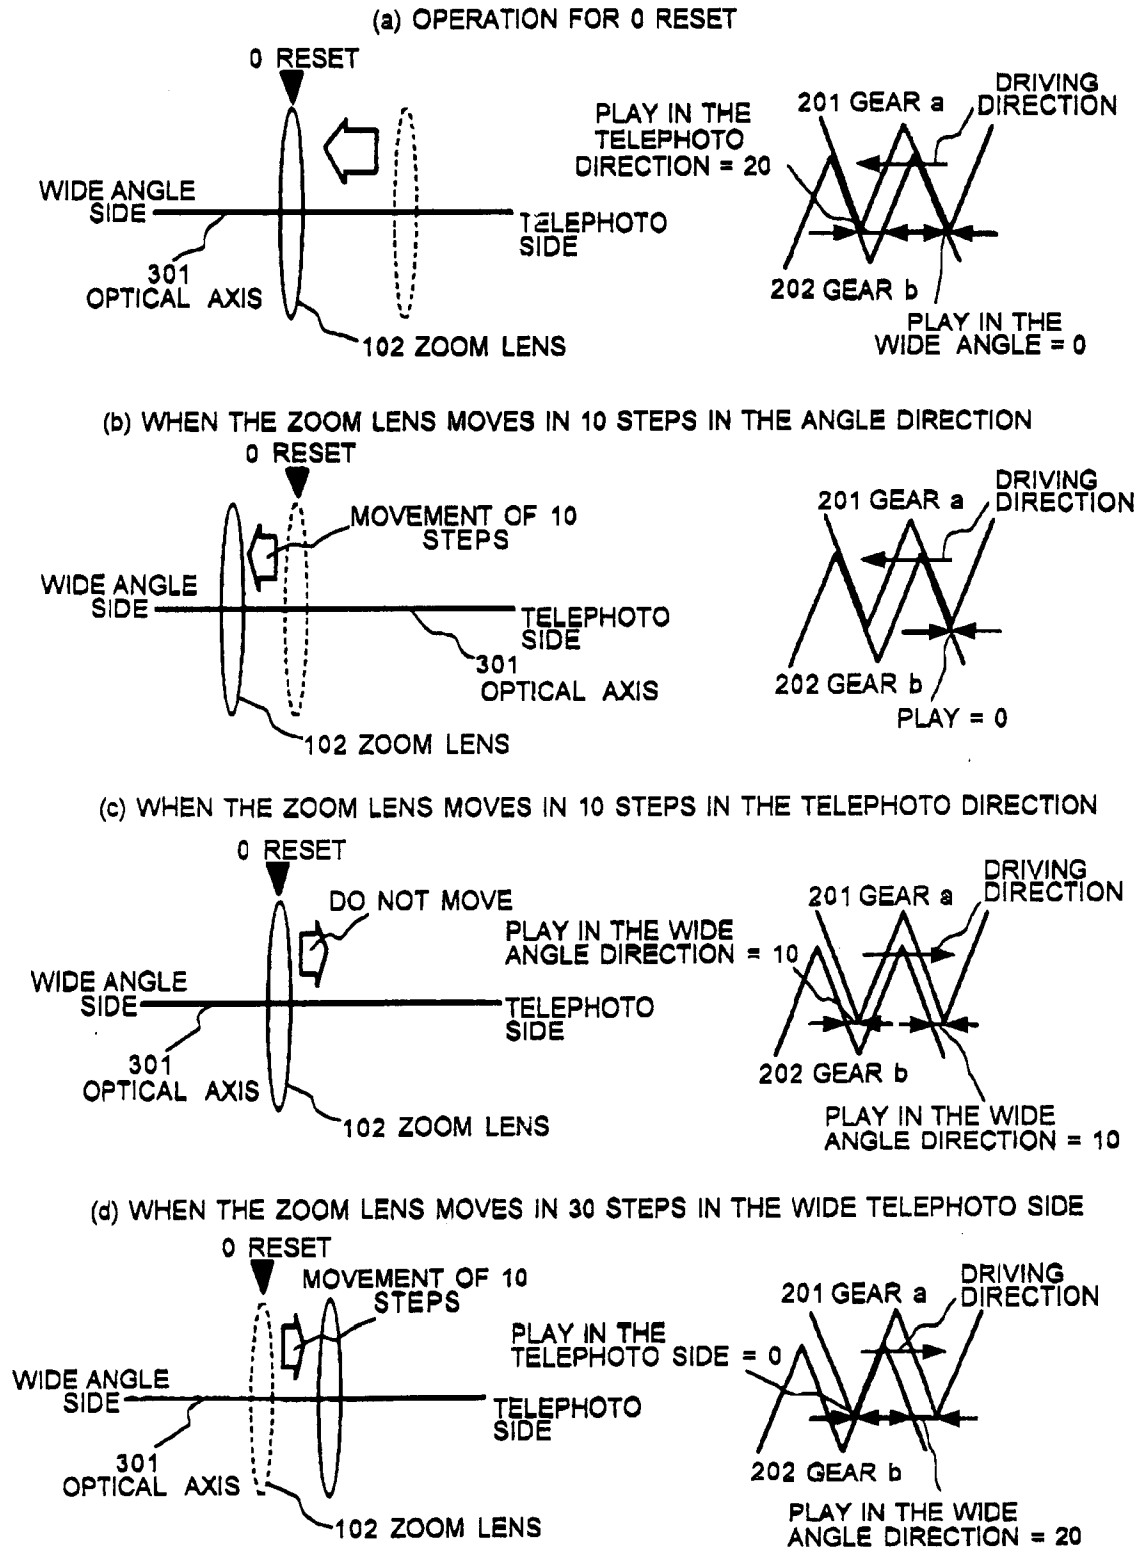 (a) OPERATION FOR 0 RESET
0 RESET
WIDE ANGLE
SIDE
TELEPHOTO
SIDE
301
OPTICAL AXIS
102 ZOOM LENS
PLAY IN THE
TELEPHOTO
DIRECTION = 20
201 GEAR a
DRIVING
DIRECTION
202 GEAR b
PLAY IN THE
WIDE ANGLE = 0
(b) WHEN THE ZOOM LENS MOVES IN 10 STEPS IN THE ANGLE DIRECTION
0 RESET
MOVEMENT OF 10
STEPS
WIDE ANGLE
SIDE
TELEPHOTO
SIDE
301
OPTICAL AXIS
102 ZOOM LENS
201 GEAR a
DRIVING
DIRECTION
202 GEAR b
PLAY = 0
(c) WHEN THE ZOOM LENS MOVES IN 10 STEPS IN THE TELEPHOTO DIRECTION
0 RESET
DO NOT MOVE
WIDE ANGLE
SIDE
TELEPHOTO
SIDE
301
OPTICAL AXIS
102 ZOOM LENS
PLAY IN THE WIDE
ANGLE DIRECTION = 10
201 GEAR a
DRIVING
DIRECTION
202 GEAR b
PLAY IN THE WIDE
ANGLE DIRECTION = 10
(d) WHEN THE ZOOM LENS MOVES IN 30 STEPS IN THE WIDE TELEPHOTO SIDE
0 RESET
MOVEMENT OF 10
STEPS
WIDE ANGLE
SIDE
TELEPHOTO
SIDE
301
OPTICAL AXIS
102 ZOOM LENS
PLAY IN THE
TELEPHOTO SIDE = 0
201 GEAR a
DRIVING
DIRECTION
202 GEAR b
PLAY IN THE WIDE
ANGLE DIRECTION = 20